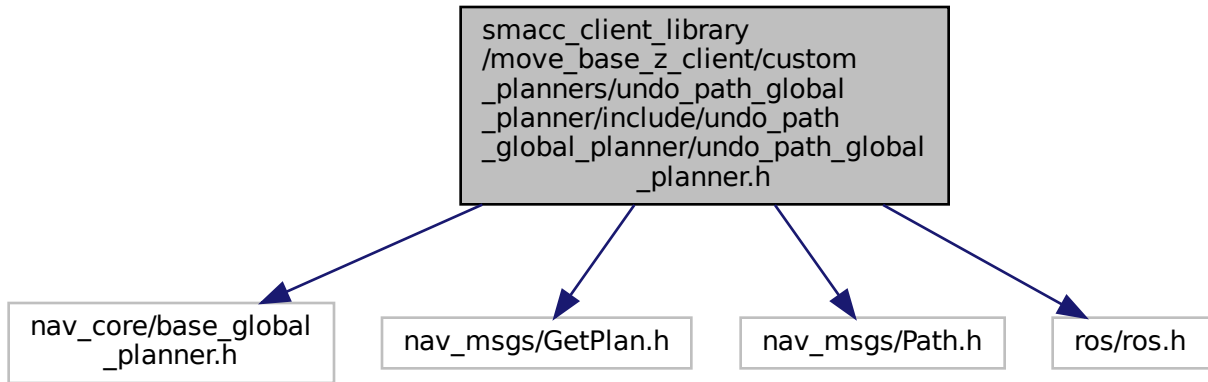 smacc_client_library
/move_base_z_client/custom
_planners/undo_path_global
_planner/include/undo_path
_global_planner/undo_path_global
_planner.h
nav_core/base_global
_planner.h
nav_msgs/GetPlan.h
nav_msgs/Path.h
ros/ros.h